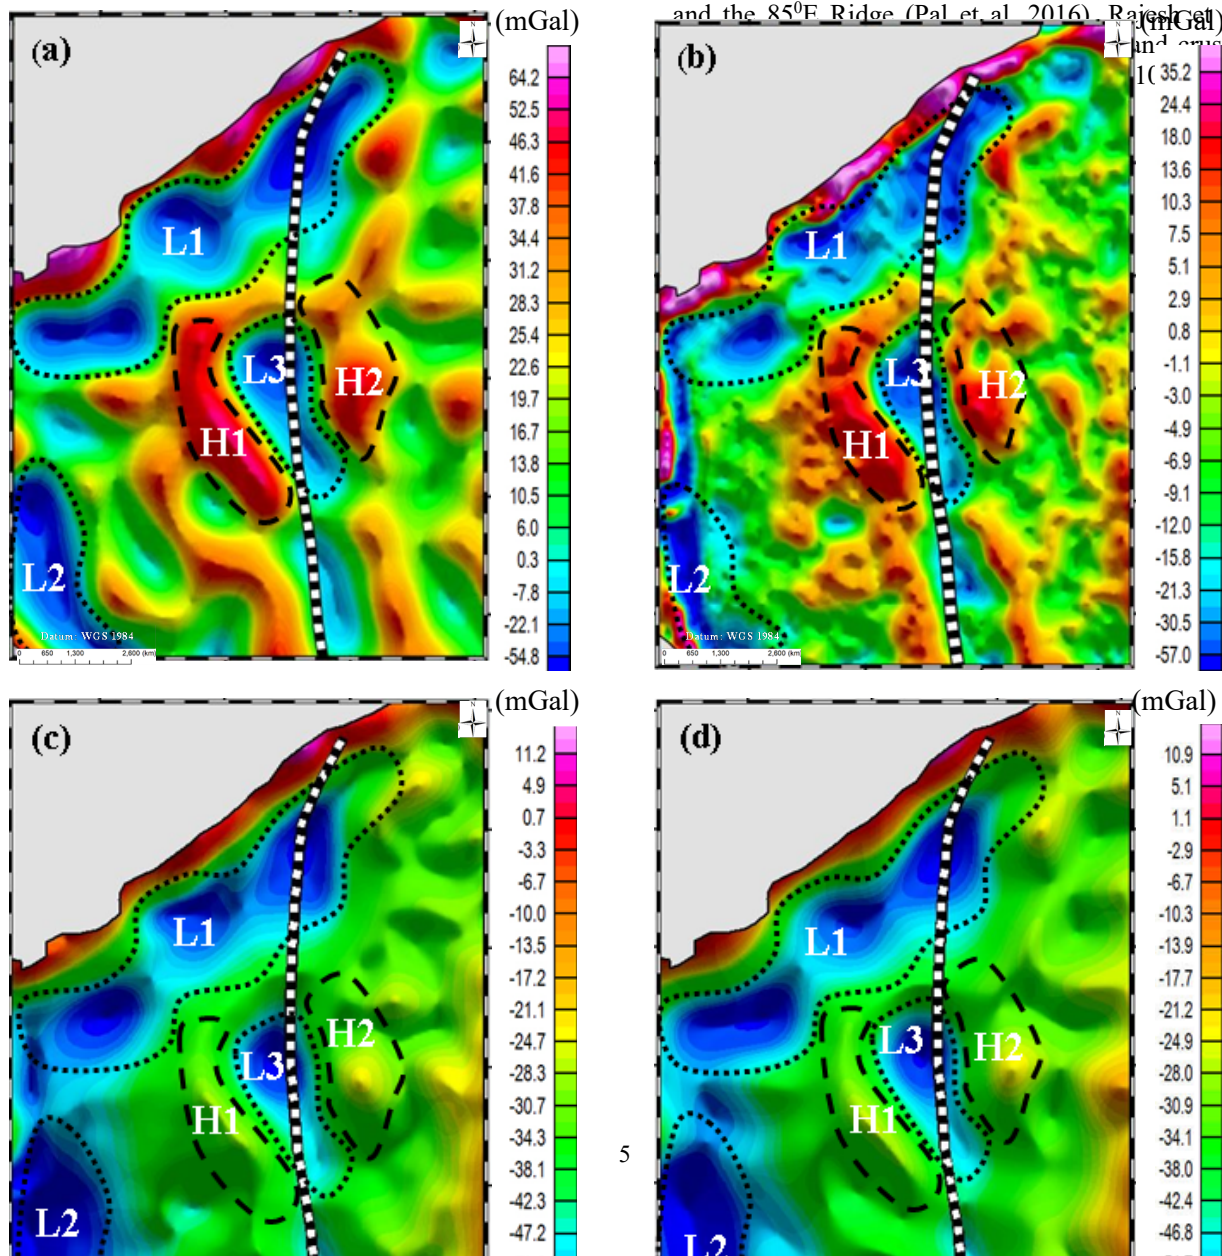 and the 85⁰E Ridge (Pal et al., 2016). Rajesh et
and crus
(mGal)
(a)
64.2
52.5
46.3
41.6
37.8
34.4
31.2
28.3
25.4
22.6
19.7
16.7
13.8
10.5
6.0
0.3
-7.8
-22.1
-54.8
L1
L3
H2
H1
L2
Datum: WGS 1984
0 650 1,300 2,600 (km)
N
(mGal)
(b)
35.2
24.4
18.0
13.6
10.3
7.5
5.1
2.9
0.8
-1.1
-3.0
-4.9
-6.9
-9.1
-12.0
-15.8
-21.3
-30.5
-57.0
L1
L3
H2
H1
L2
Datum: WGS 1984
0 650 1,300 2,600 (km)
(mGal)
(c)
11.2
4.9
0.7
-3.3
-6.7
-10.0
-13.5
-17.7
-21.1
-24.7
-28.3
-30.7
-34.3
-38.1
-42.3
-47.2
L1
H2
L3
H1
L2
N
5
(mGal)
(d)
10.9
5.1
1.1
-2.9
-6.6
-10.3
-13.9
-17.7
-21.2
-24.6
-28.0
-30.9
-34.1
-38.0
-42.4
-46.8
L1
L3
H2
H1
L2
N